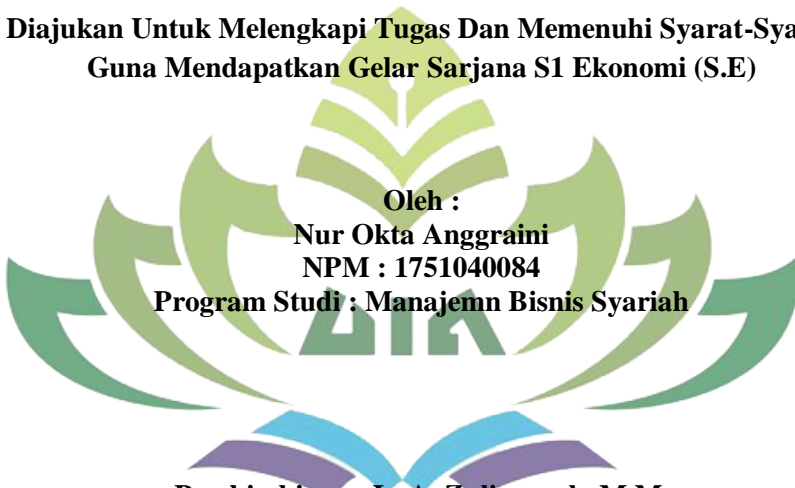 Diajukan Untuk Melengkapi Tugas Dan Memenuhi Syarat-Sya
Guna Mendapatkan Gelar Sarjana S1 Ekonomi (S.E)
Oleh :
Nur Okta Anggraini
NPM : 1751040084
Program Studi : Manajemn Bisnis Syariah
UIN